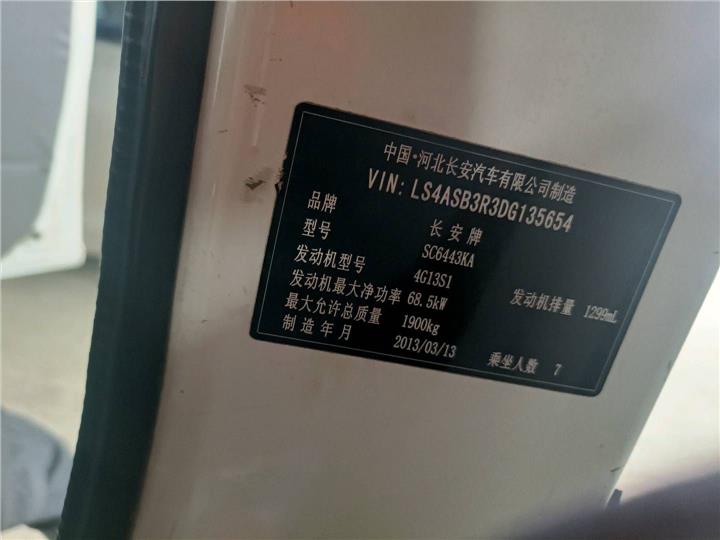 中国·河北长安汽车有限公司制造
VIN: LS4ASB3R3DG135654
品牌 长安牌
型号 SC6443KA
发动机型号 4G13S1
发动机最大净功率 68.5kW 发动机排量 1299mL
最大允许总质量 1900kg
制造年月 2013/03/13 乘坐人数 7